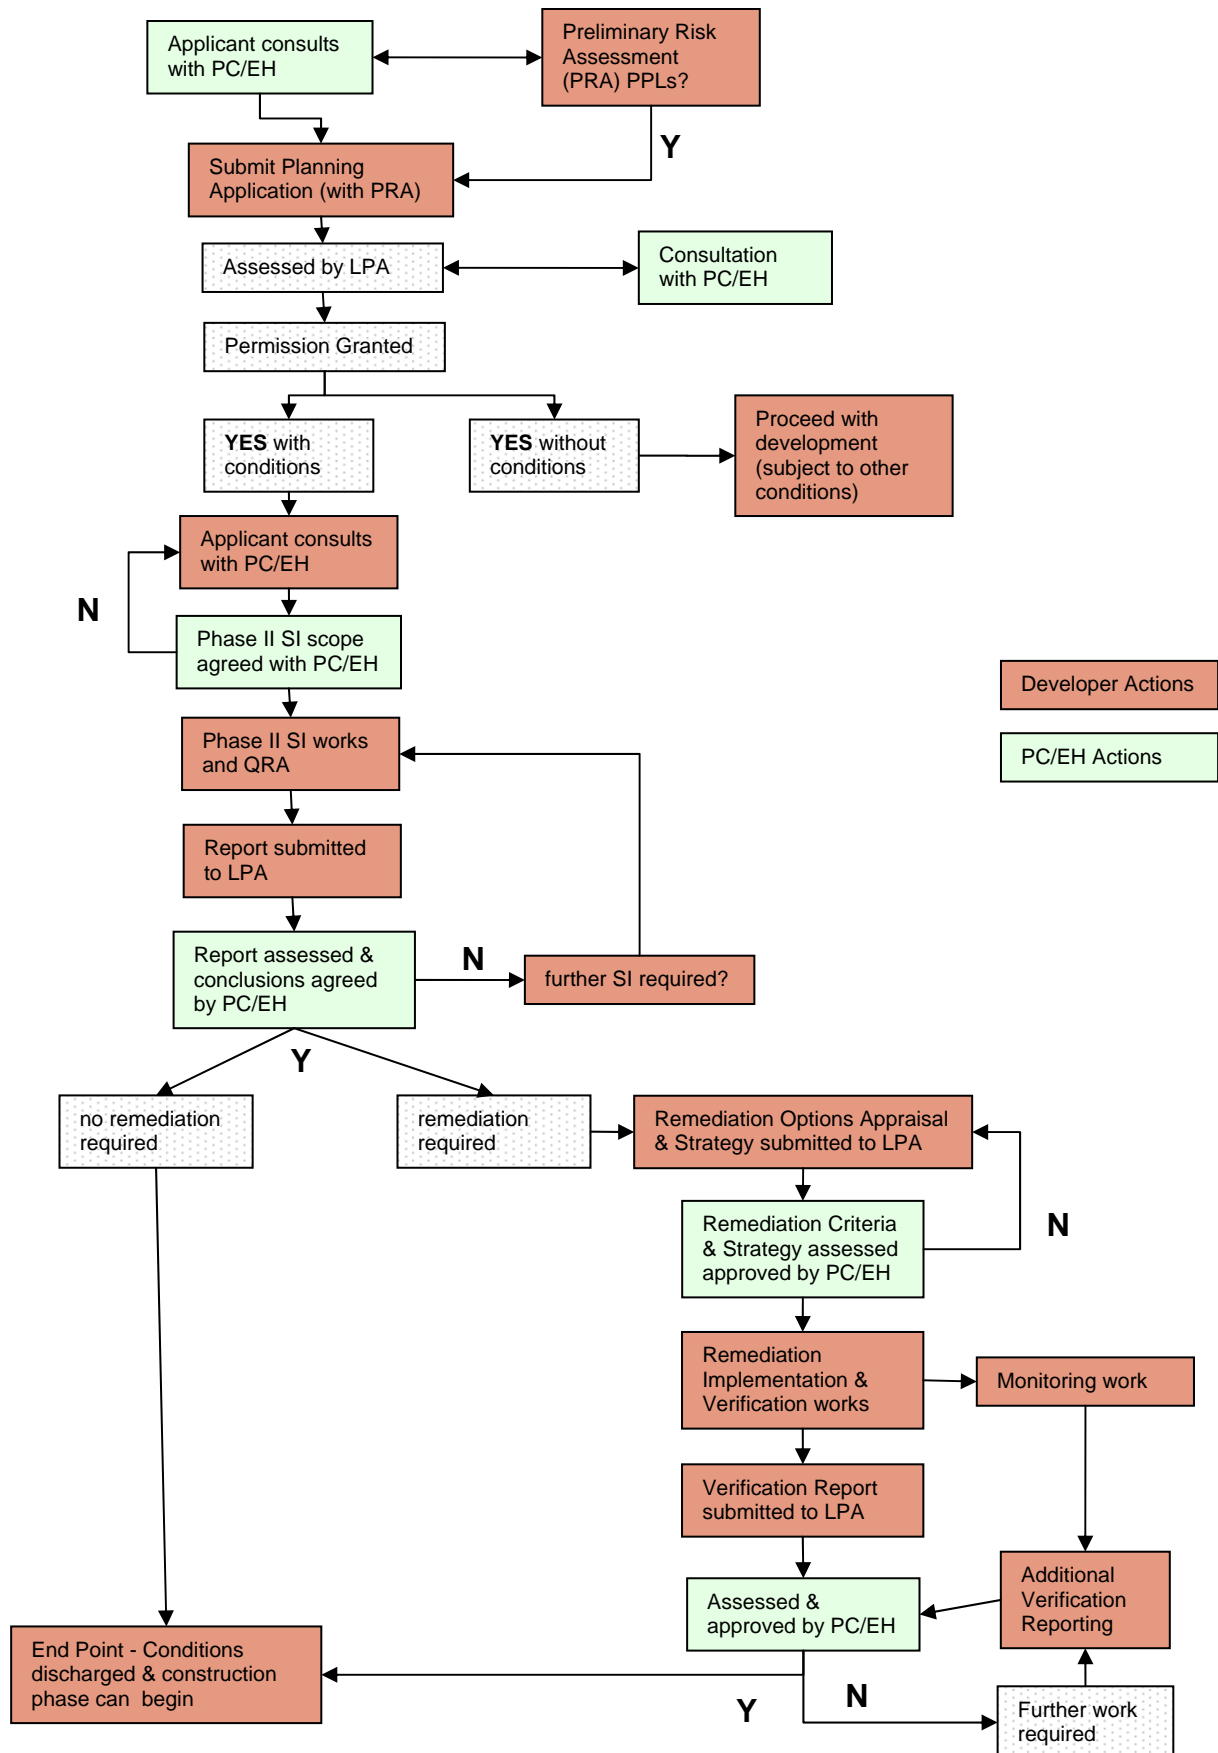 Applicant consults
with PC/EH
Preliminary Risk
Assessment
(PRA) PPLs?
Y
Submit Planning
Application (with PRA)
Assessed by LPA
Consultation
with PC/EH
Permission Granted
YES with
conditions
YES without
conditions
Proceed with
development
(subject to other
conditions)
Applicant consults
with PC/EH
N
Phase II SI scope
agreed with PC/EH
Developer Actions
PC/EH Actions
Phase II SI works
and QRA
Report submitted
to LPA
Report assessed &
conclusions agreed
by PC/EH
N
further SI required?
Y
no remediation
required
remediation
required
Remediation Options Appraisal
& Strategy submitted to LPA
N
Remediation Criteria
& Strategy assessed
approved by PC/EH
Remediation
Implementation &
Verification works
Monitoring work
Verification Report
submitted to LPA
Additional
Verification
Reporting
Assessed &
approved by PC/EH
End Point - Conditions
discharged & construction
phase can  begin
Y
N
Further work
required